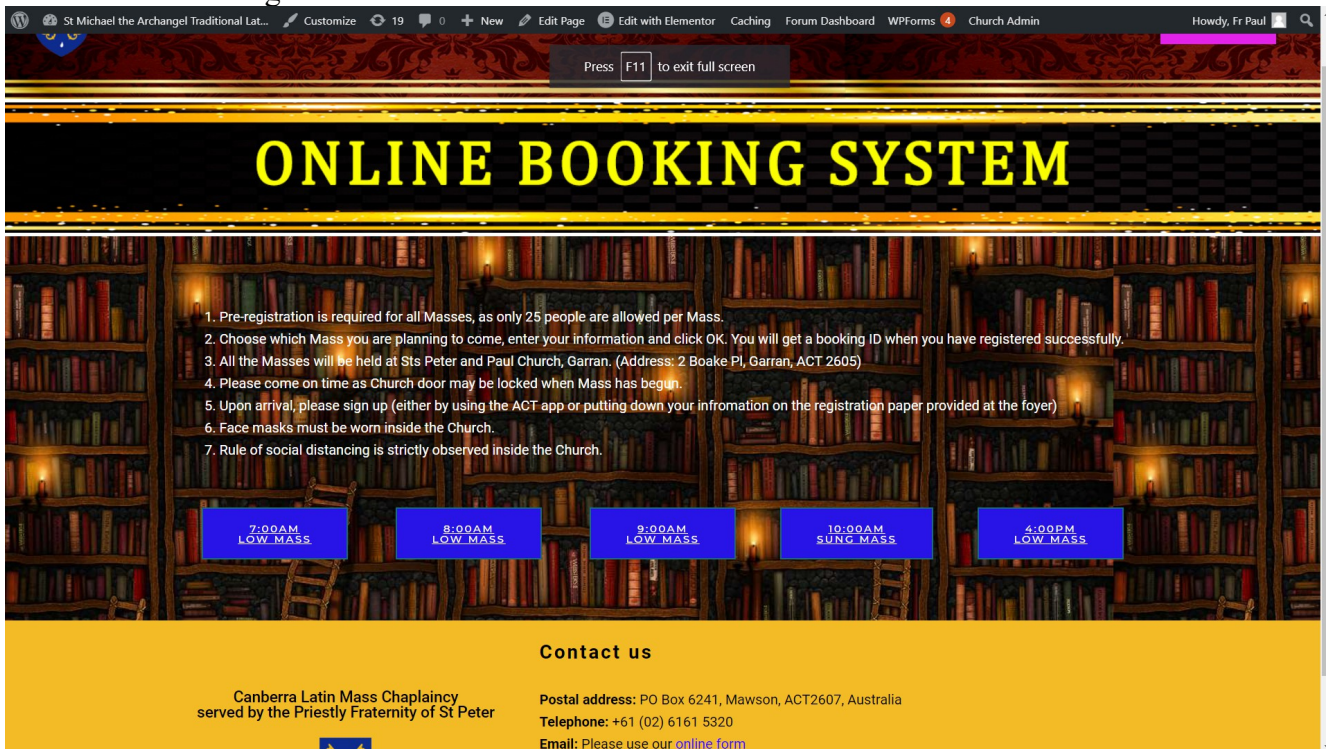 St Michael the Archangel Traditional Lat... Customize 19 0 New Edit Page Edit with Elementor Caching Forum Dashboard WPForms 4 Church Admin Howdy, Fr Paul
Press F11 to exit full screen
ONLINE BOOKING SYSTEM
1. Pre-registration is required for all Masses, as only 25 people are allowed per Mass.
2. Choose which Mass you are planning to come, enter your information and click OK. You will get a booking ID when you have registered successfully.
3. All the Masses will be held at Sts Peter and Paul Church, Garran. (Address: 2 Boake Pl, Garran, ACT 2605)
4. Please come on time as Church door may be locked when Mass has begun.
5. Upon arrival, please sign up (either by using the ACT app or putting down your infromation on the registration paper provided at the foyer)
6. Face masks must be worn inside the Church.
7. Rule of social distancing is strictly observed inside the Church.
7:00AM
LOW MASS
8:00AM
LOW MASS
9:00AM
LOW MASS
10:00AM
SUNG MASS
4:00PM
LOW MASS
Canberra Latin Mass Chaplaincy
served by the Priestly Fraternity of St Peter
Contact us
Postal address: PO Box 6241, Mawson, ACT2607, Australia
Telephone: +61 (02) 6161 5320
Email: Please use our online form